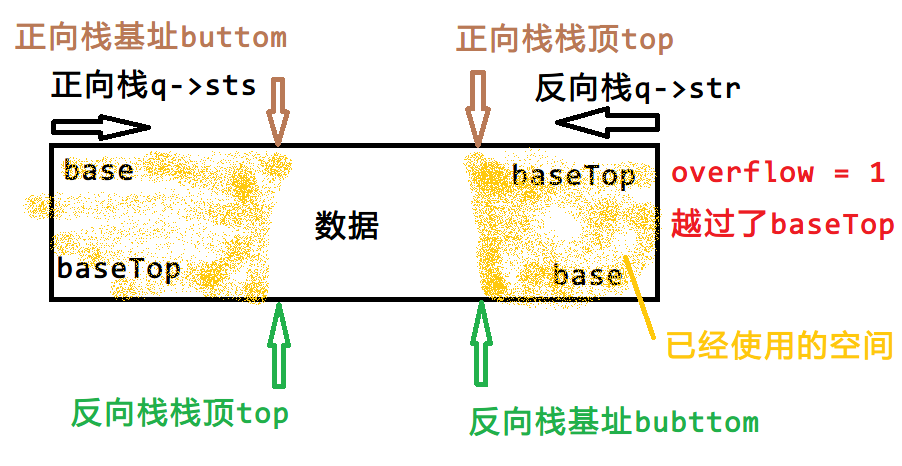 正向栈基址buttom
正向栈栈顶top
正向栈q->sts
反向栈q->str
base
baseTop
overflow = 1
越过了baseTop
数据
baseTop
base
已经使用的空间
反向栈栈顶top
反向栈基址bubttom